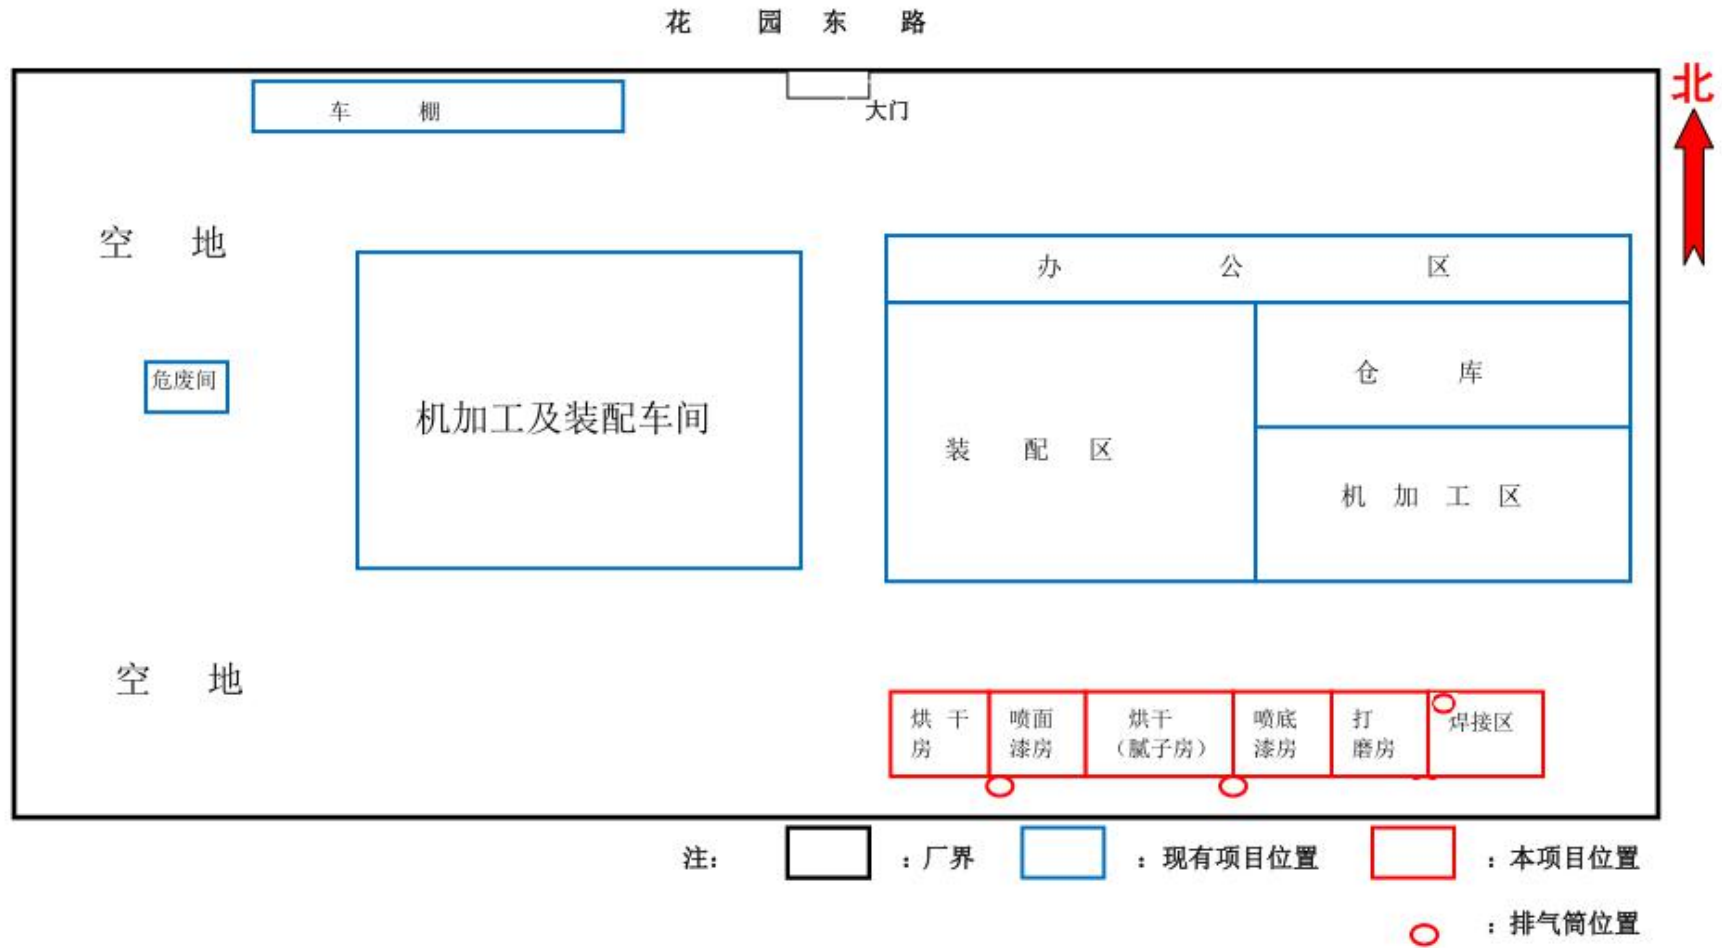 花 园 东 路
北
车 棚
大门
空 地
办 公 区
危废间
仓 库
机加工及装配车间
装 配 区
机 加 工 区
空 地
烘 干
房
喷面
漆房
烘干
（腻子房）
喷底
漆房
打
磨房
焊接区
注： ：厂界 ：现有项目位置 ：本项目位置
：排气筒位置